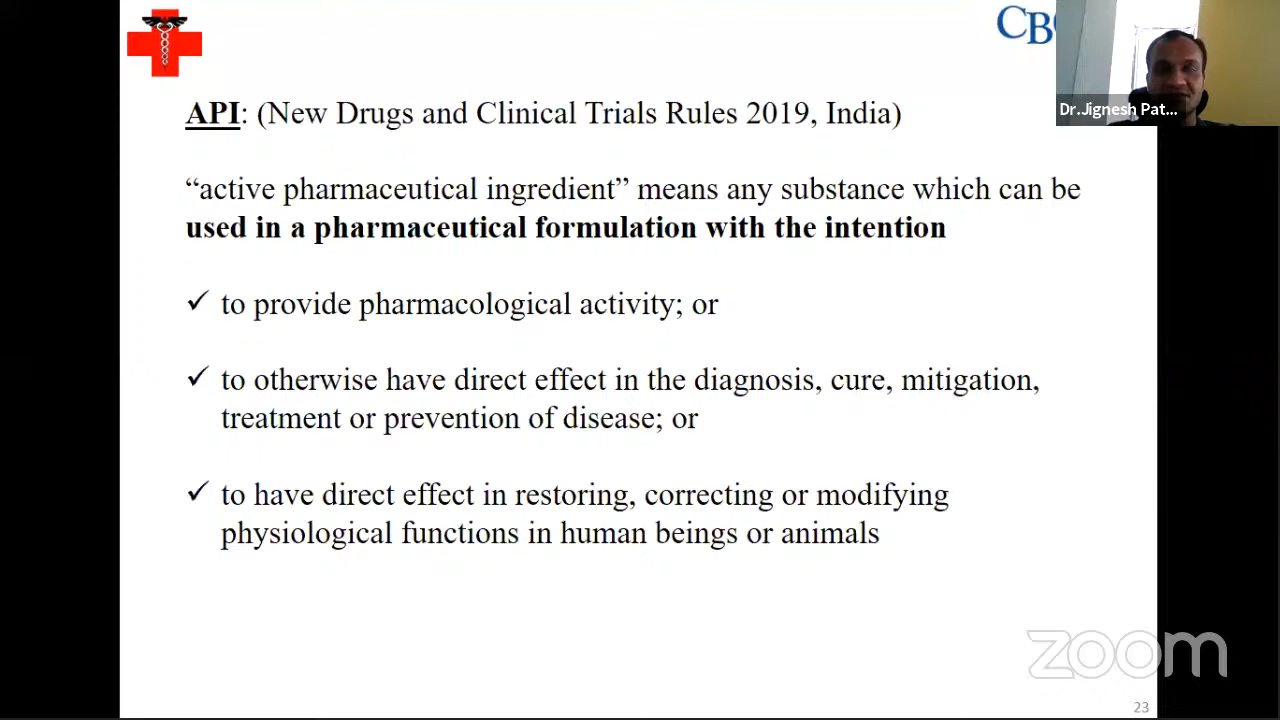 CB
Dr.Jignesh Pat...
API: (New Drugs and Clinical Trials Rules 2019, India)
“active pharmaceutical ingredient” means any substance which can be
used in a pharmaceutical formulation with the intention
✓ to provide pharmacological activity; or
✓ to otherwise have direct effect in the diagnosis, cure, mitigation,
treatment or prevention of disease; or
✓ to have direct effect in restoring, correcting or modifying
physiological functions in human beings or animals
zoom
23